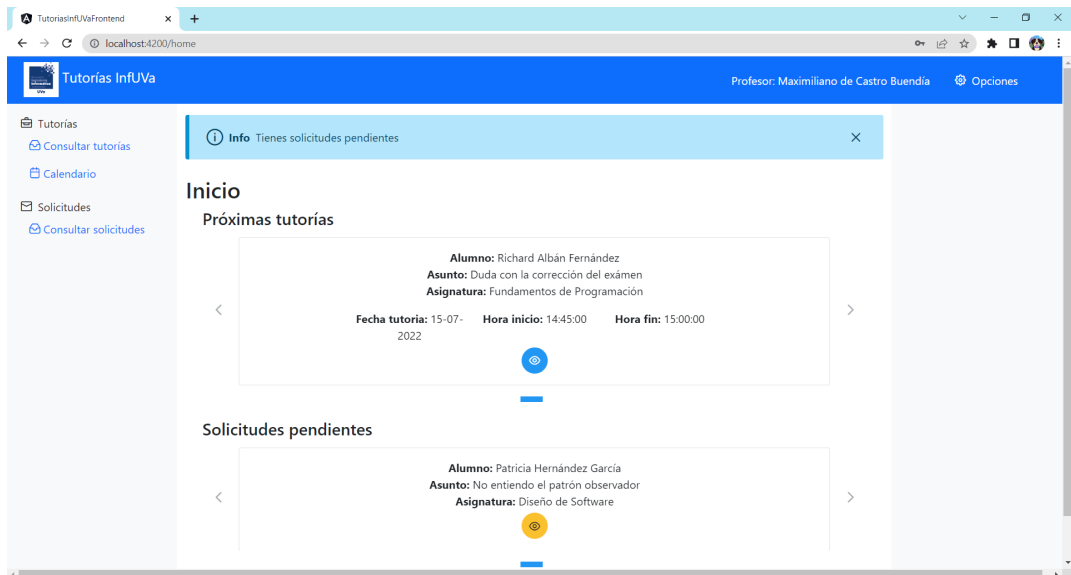 TutoriasInfUVaFrontend
localhost:4200/home
UVa
Tutorías InfUVa
Profesor: Maximiliano de Castro Buendía
Opciones
Tutorías
Consultar tutorías
Calendario
Solicitudes
Consultar solicitudes
Info Tienes solicitudes pendientes
Inicio
Próximas tutorías
Alumno: Richard Albán Fernández
Asunto: Duda con la corrección del exámen
Asignatura: Fundamentos de Programación
Fecha tutoria: 15-07- Hora inicio: 14:45:00 Hora fin: 15:00:00
2022
Solicitudes pendientes
Alumno: Patricia Hernández García
Asunto: No entiendo el patrón observador
Asignatura: Diseño de Software